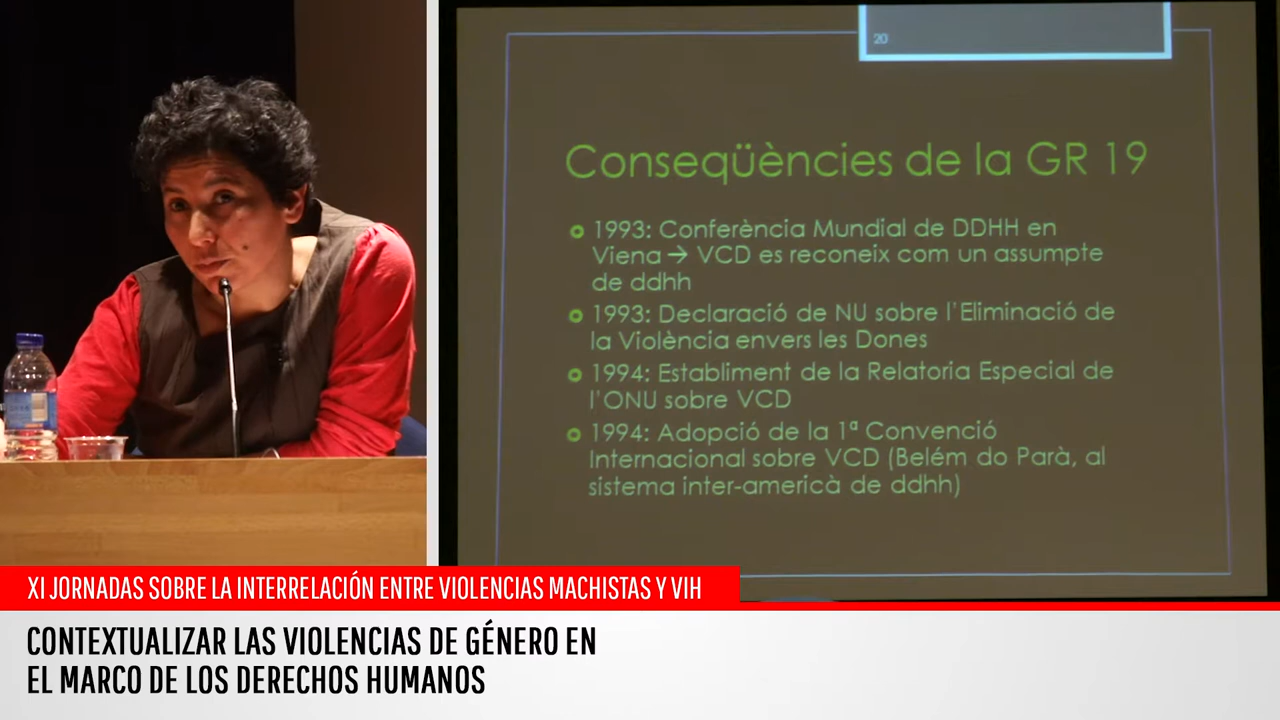 20
Conseqüències de la GR 19
1993: Conferència Mundial de DDHH en
Viena → VCD es reconeix com un assumpte
de ddhh
1993: Declaració de NU sobre l'Eliminació de
la Violència envers les Dones
1994: Establiment de la Relatoria Especial de
l'ONU sobre VCD
1994: Adopció de la 1ª Convenció
Internacional sobre VCD (Belém do Parà, al
sistema inter-americà de ddhh)
XI JORNADAS SOBRE LA INTERRELACIÓN ENTRE VIOLENCIAS MACHISTAS Y VIH
CONTEXTUALIZAR LAS VIOLENCIAS DE GÉNERO EN
EL MARCO DE LOS DERECHOS HUMANOS